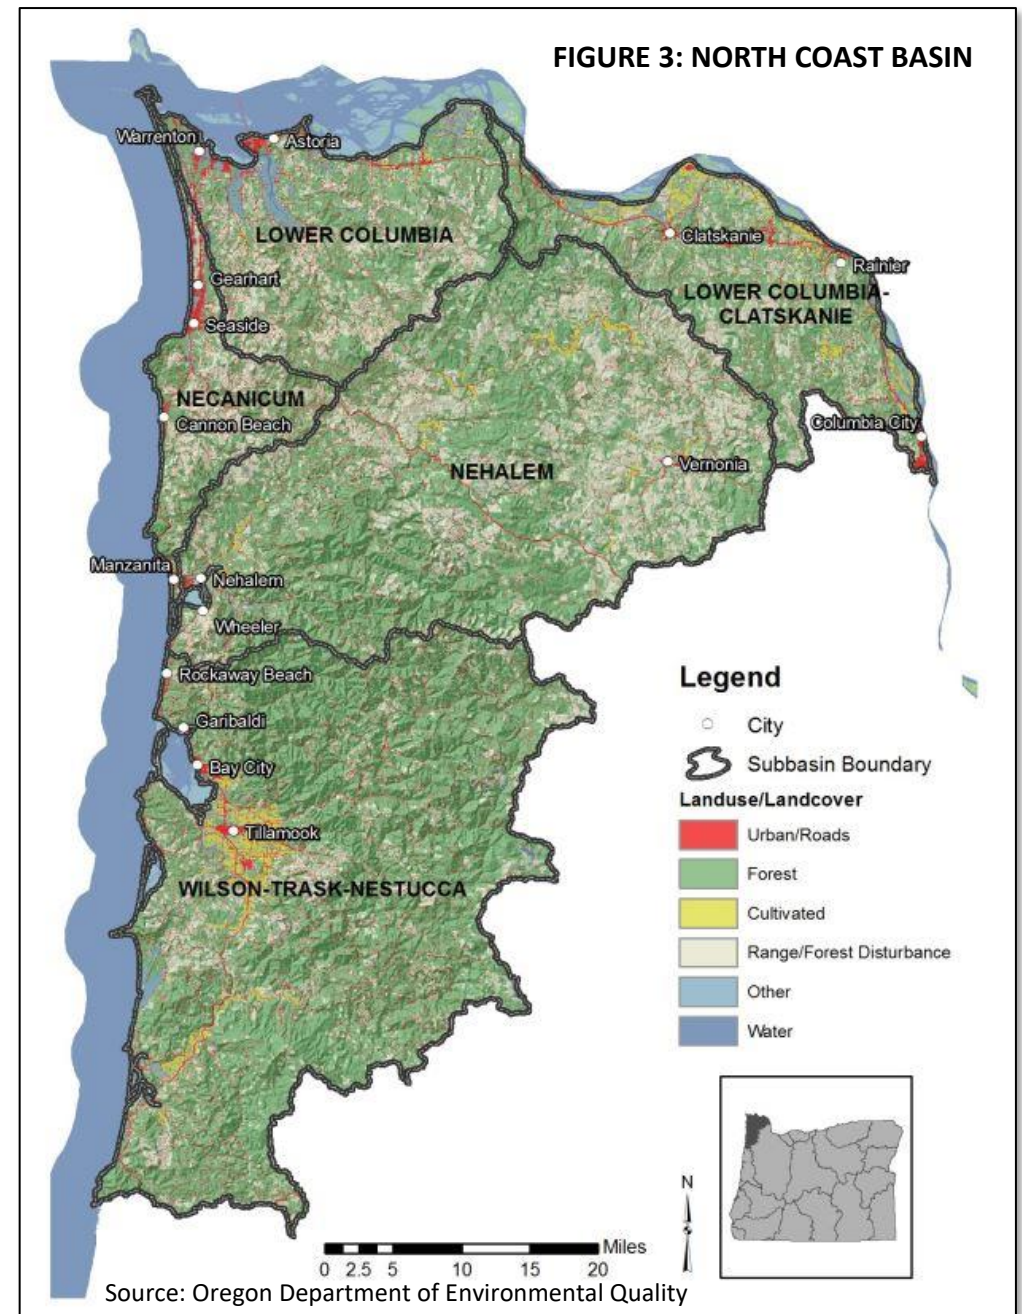 FIGURE 3: NORTH COAST BASIN
Warrenton
Astoria
LOWER COLUMBIA
Clatskanie
Gearhart
Rainier
LOWER COLUMBIA-
CLATSKANIE
Seaside
NECANICUM
Cannon Beach
Columbia City
NEHALEM
Vernonia
Manzanita
Nehalem
Wheeler
Rockaway Beach
Garibaldi
Bay City
Tillamook
WILSON-TRASK-NESTUCCA
Legend
City
Subbasin Boundary
Landuse/Landcover
Urban/Roads
Forest
Cultivated
Range/Forest Disturbance
Other
Water
N
Miles
0 2.5 5 10 15 20
Source: Oregon Department of Environmental Quality